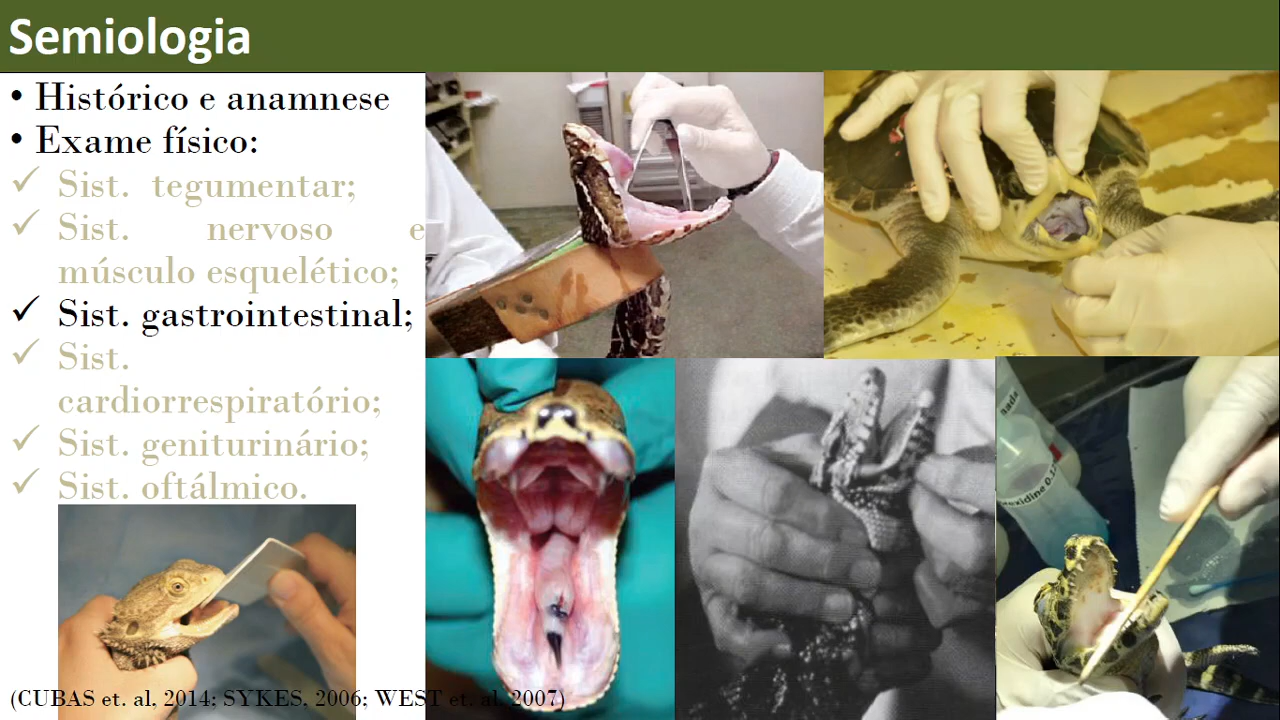 Semiologia
• Histórico e anamnese
• Exame físico:
✓ Sist. tegumentar;
✓ Sist. nervoso e
músculo esquelético;
✓ Sist. gastrointestinal;
✓ Sist.
cardiorrespiratório;
✓ Sist. geniturinário;
✓ Sist. oftálmico.
(CUBAS et. al, 2014; SYKES, 2006; WEST et. al, 2007)